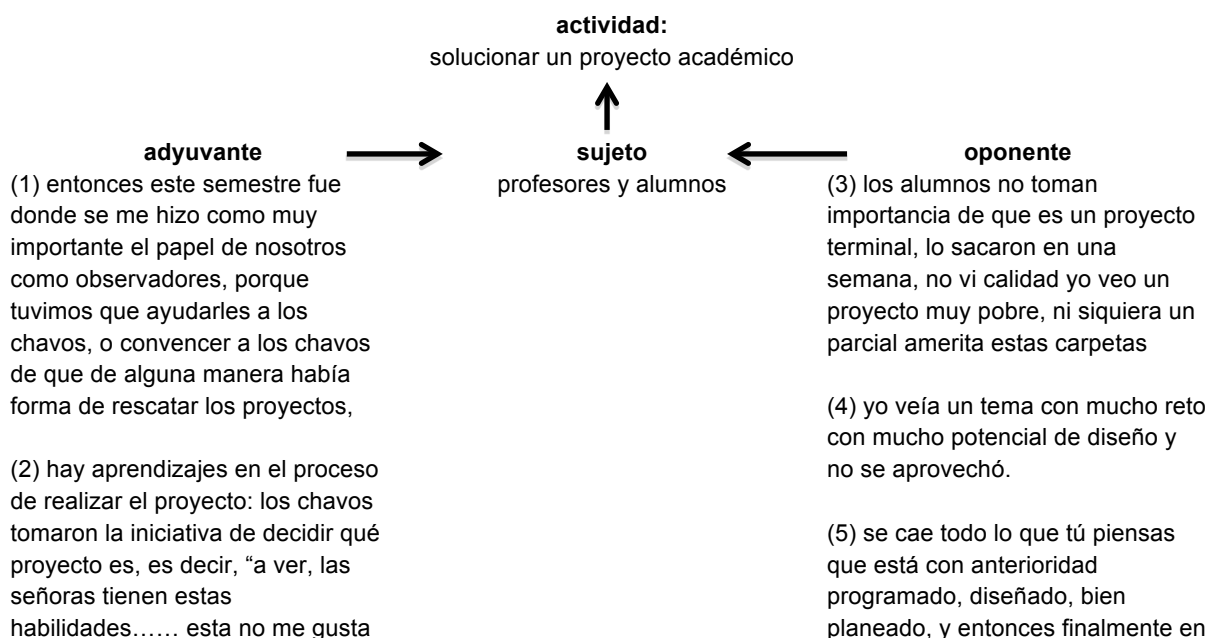 actividad:
solucionar un proyecto académico
adyuvante
(1) entonces este semestre fue
donde se me hizo como muy
importante el papel de nosotros
como observadores, porque
tuvimos que ayudarles a los
chavos, o convencer a los chavos
de que de alguna manera había
forma de rescatar los proyectos,
(2) hay aprendizajes en el proceso
de realizar el proyecto: los chavos
tomaron la iniciativa de decidir qué
proyecto es, es decir, “a ver, las
señoras tienen estas
habilidades…… esta no me gusta
sujeto
profesores y alumnos
oponente
(3) los alumnos no toman
importancia de que es un proyecto
terminal, lo sacaron en una
semana, no vi calidad yo veo un
proyecto muy pobre, ni siquiera un
parcial amerita estas carpetas
(4) yo veía un tema con mucho reto
con mucho potencial de diseño y
no se aprovechó.
(5) se cae todo lo que tú piensas
que está con anterioridad
programado, diseñado, bien
planeado, y entonces finalmente en